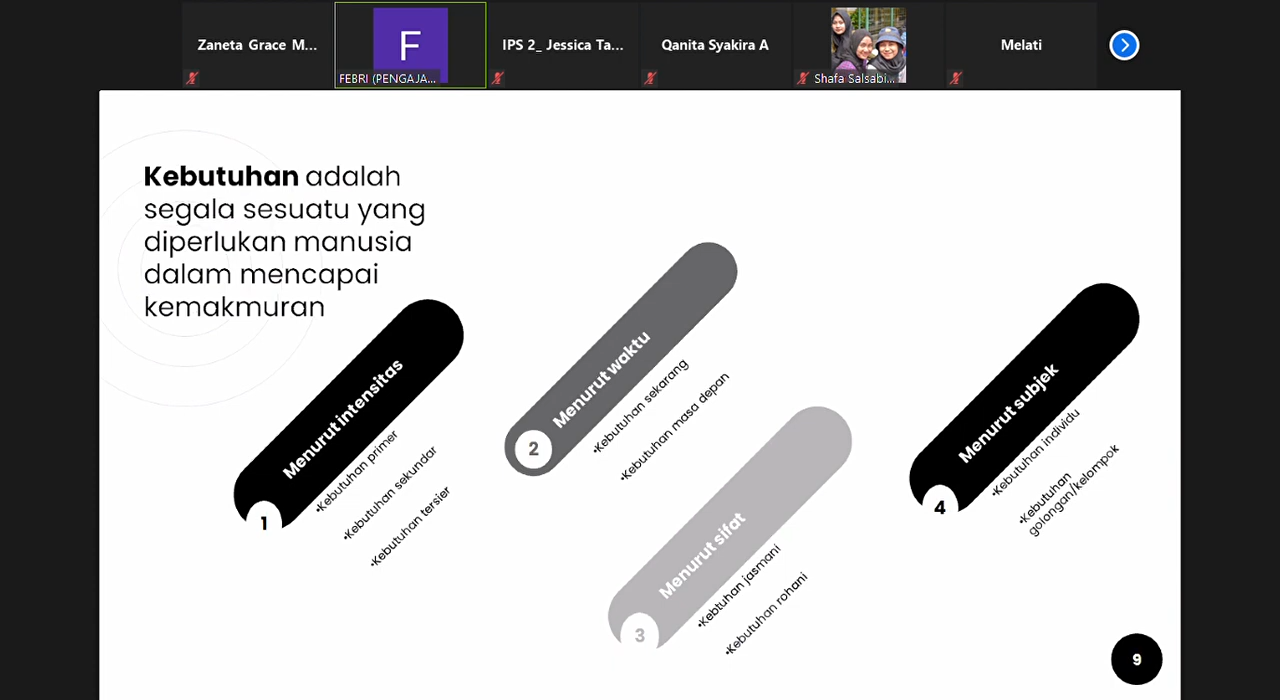 Zaneta Grace M...
F
FEBRI (PENGAJA...
IPS 2_ Jessica Ta...
Qanita Syakira A
Shafa Salsabi...
Melati
Kebutuhan adalah
segala sesuatu yang
diperlukan manusia
dalam mencapai
kemakmuran
1
Menurut intensitas
•Kebutuhan primer
•Kebutuhan sekundar
•Kebutuhan tersier
2
Menurut waktu
•Kebutuhan sekarang
•Kebutuhan masa depan
3
Menurut sifat
•Kebtuhan jasmani
•Kebutuhan rohani
4
Menurut subjek
•Kebutuhan individu
•Kebutuhan
golongan/kelompok
9